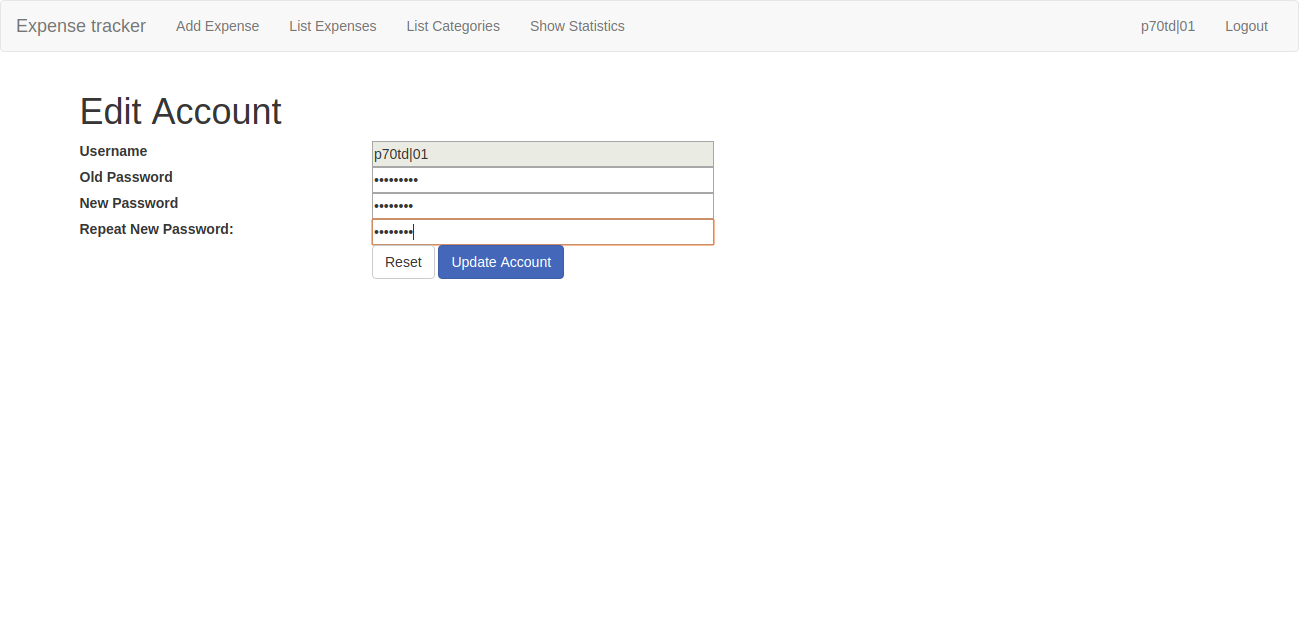 Expense tracker Add Expense List Expenses List Categories Show Statistics p70td|01 Logout
Edit Account
Username p70td|01
Old Password •••••••••
New Password ••••••••
Repeat New Password: ••••••••
Reset Update Account